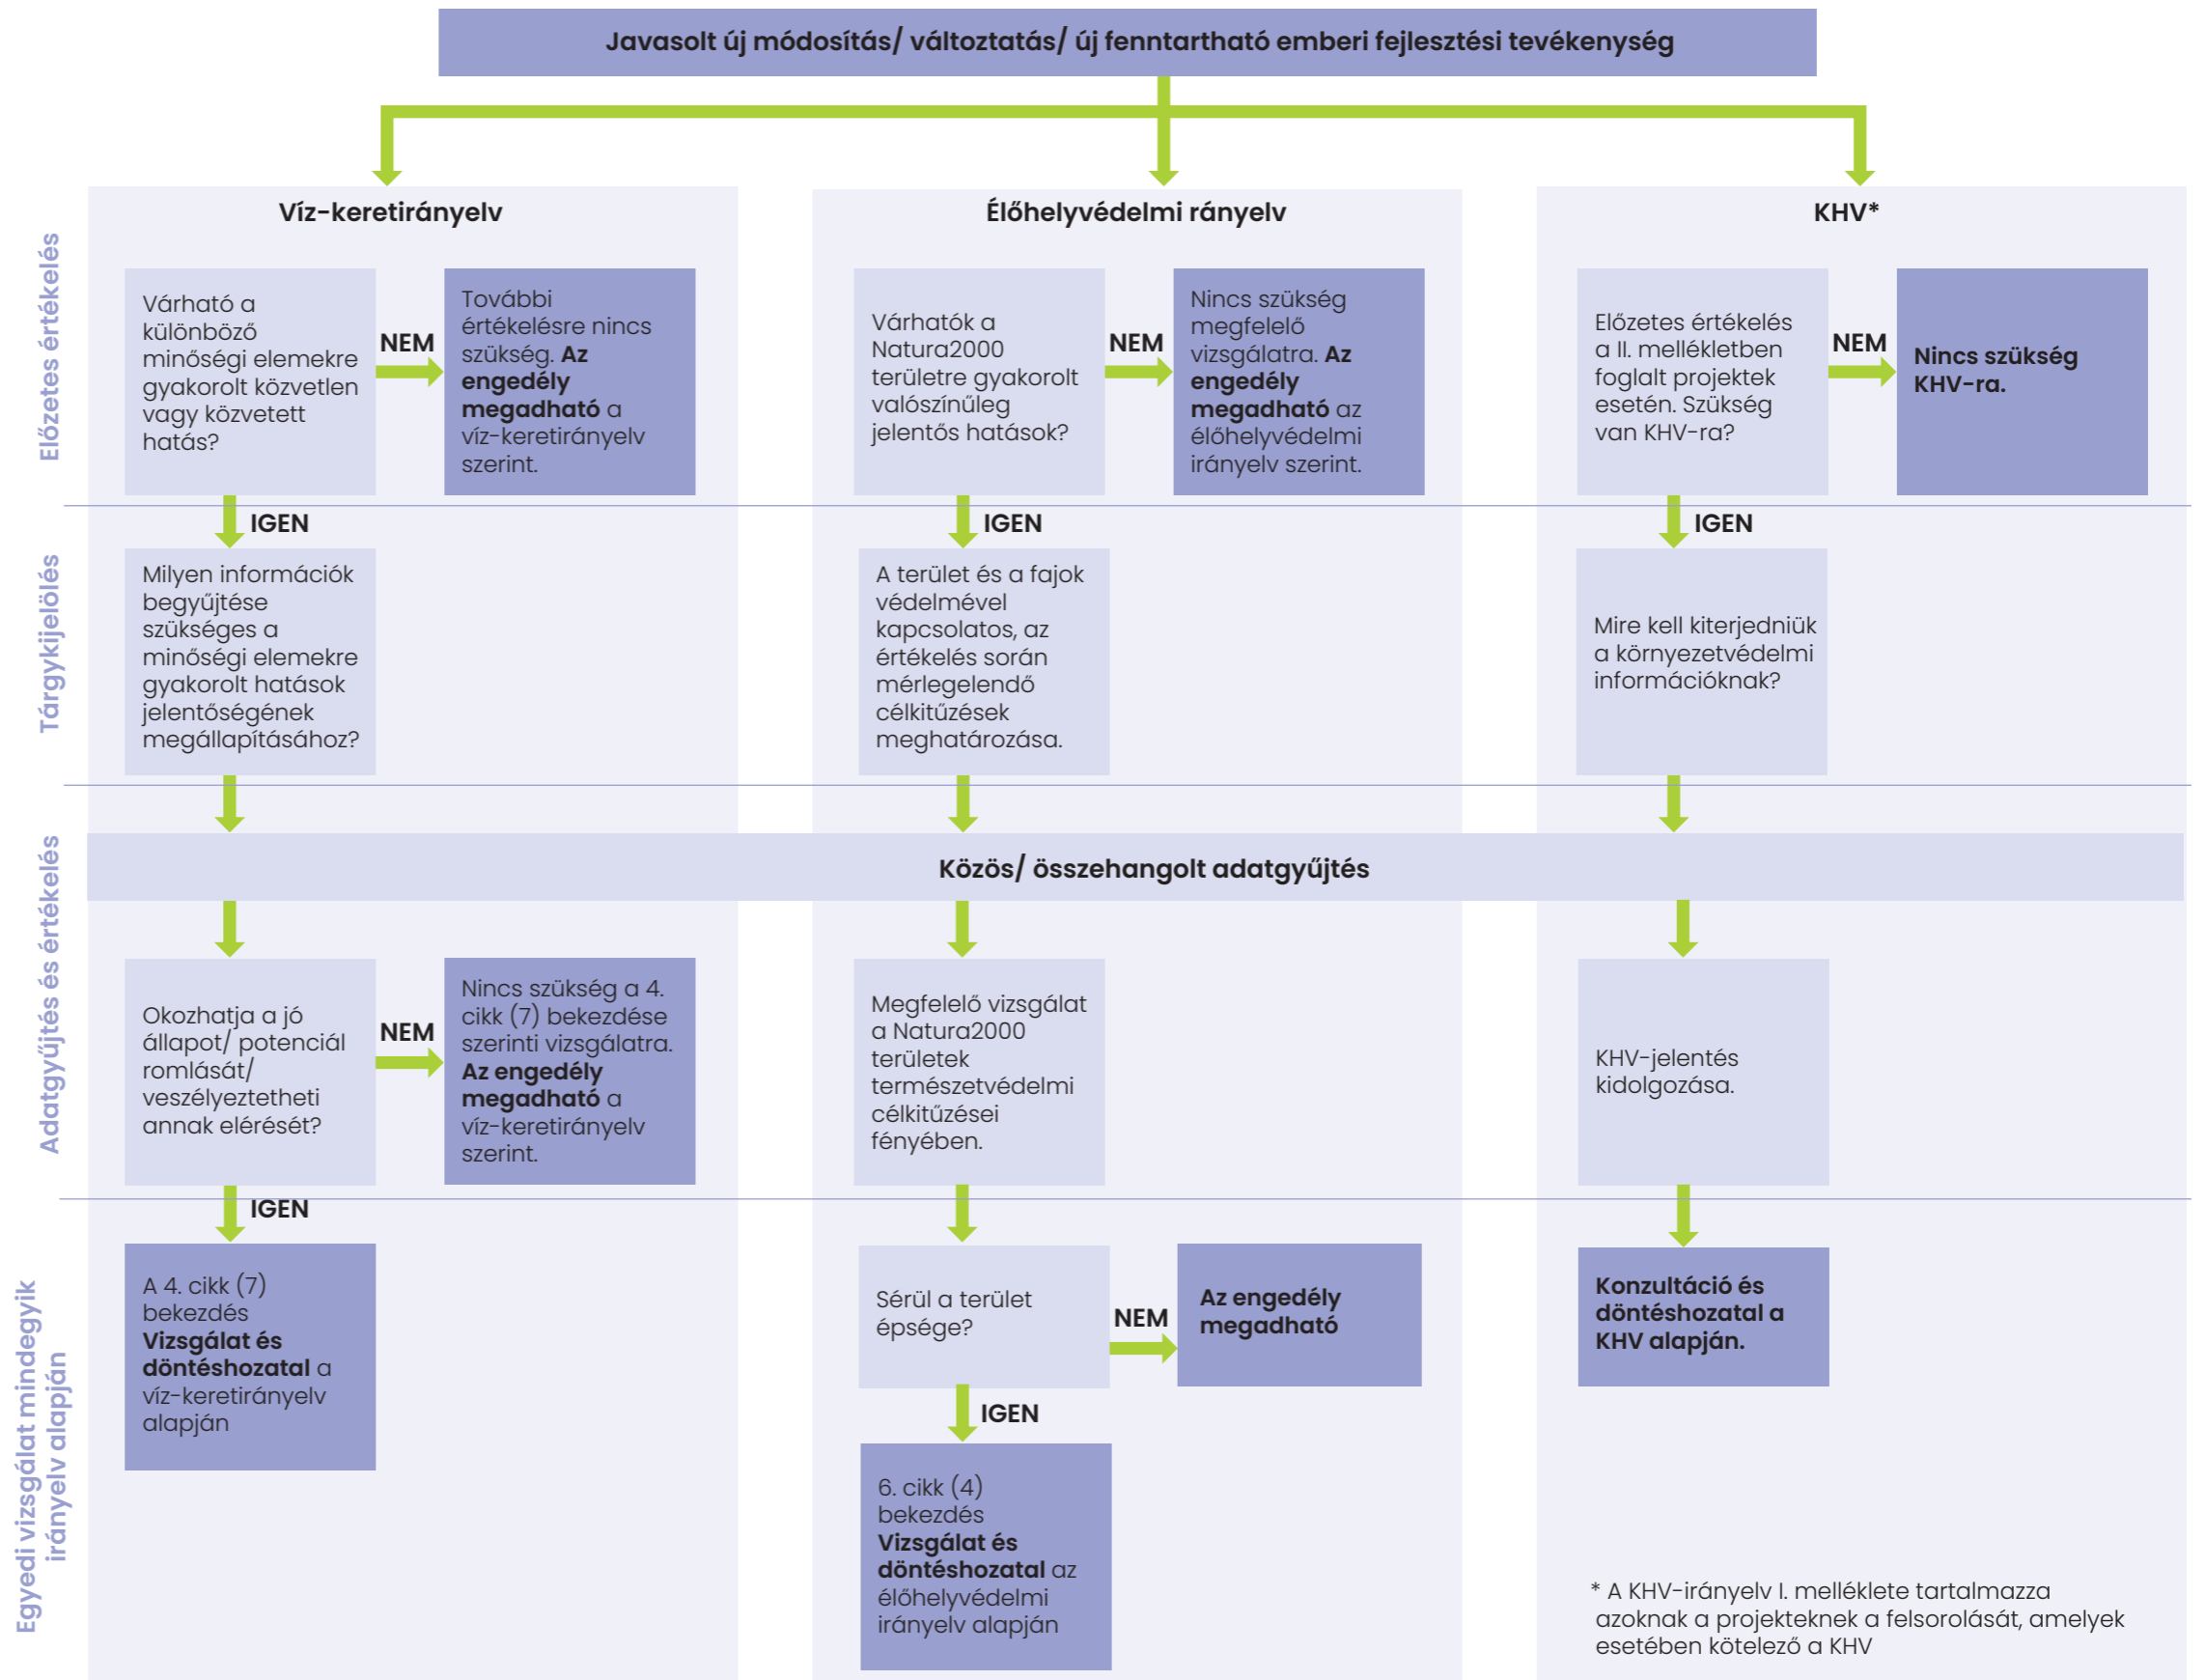 Javasolt új módosítás/ változtatás/ új fenntartható emberi fejlesztési tevékenység
Víz-keretirányelv
Élőhelyvédelmi rányelv
KHV*
Előzetes értékelés
Várható a
különböző
minőségi elemekre
gyakorolt közvetlen
vagy közvetett
hatás?
NEM
További
értékelésre nincs
szükség. Az
engedély
megadható a
víz-keretirányelv
szerint.
Várhatók a
Natura2000
területre gyakorolt
valószínűleg
jelentős hatások?
NEM
Nincs szükség
megfelelő
vizsgálatra. Az
engedély
megadható az
élőhelyvédelmi
irányelv szerint.
Előzetes értékelés
a II. mellékletben
foglalt projektek
esetén. Szükség
van KHV-ra?
NEM
Nincs szükség
KHV-ra.
IGEN
IGEN
IGEN
Tárgykijelölés
Milyen információk
begyűjtése
szükséges a
minőségi elemekre
gyakorolt hatások
jelentőségének
megállapításához?
A terület és a fajok
védelmével
kapcsolatos, az
értékelés során
mérlegelendő
célkitűzések
meghatározása.
Mire kell kiterjedniük
a környezetvédelmi
információknak?
Adatgyűjtés és értékelés
Közös/ összehangolt adatgyűjtés
Okozhatja a jó
állapot/ potenciál
romlását/
veszélyeztetheti
annak elérését?
NEM
Nincs szükség a 4.
cikk (7) bekezdése
szerinti vizsgálatra.
Az engedély
megadható a
víz-keretirányelv
szerint.
Megfelelő vizsgálat
a Natura2000
területek
természetvédelmi
célkitűzései
fényében.
KHV-jelentés
kidolgozása.
IGEN
Egyedi vizsgálat mindegyik
irányelv alapján
A 4. cikk (7)
bekezdés
Vizsgálat és
döntéshozatal a
víz-keretirányelv
alapján
Sérül a terület
épsége?
NEM
Az engedély
megadható
Konzultáció és
döntéshozatal a
KHV alapján.
IGEN
6. cikk (4)
bekezdés
Vizsgálat és
döntéshozatal az
élőhelyvédelmi
irányelv alapján
* A KHV-irányelv I. melléklete tartalmazza
azoknak a projekteknek a felsorolását, amelyek
esetében kötelező a KHV